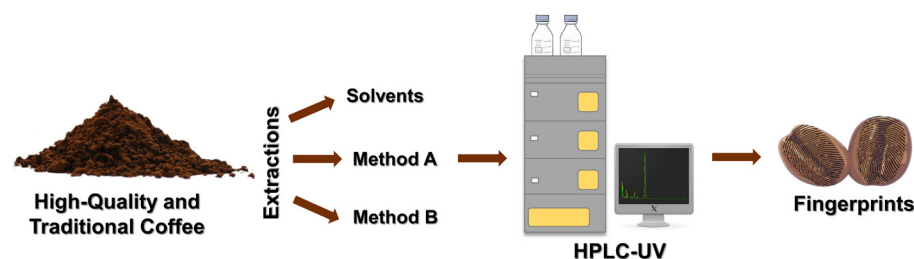 High-Quality and
Traditional Coffee
Extractions
Solvents
Method A
Method B
X
HPLC-UV
Fingerprints